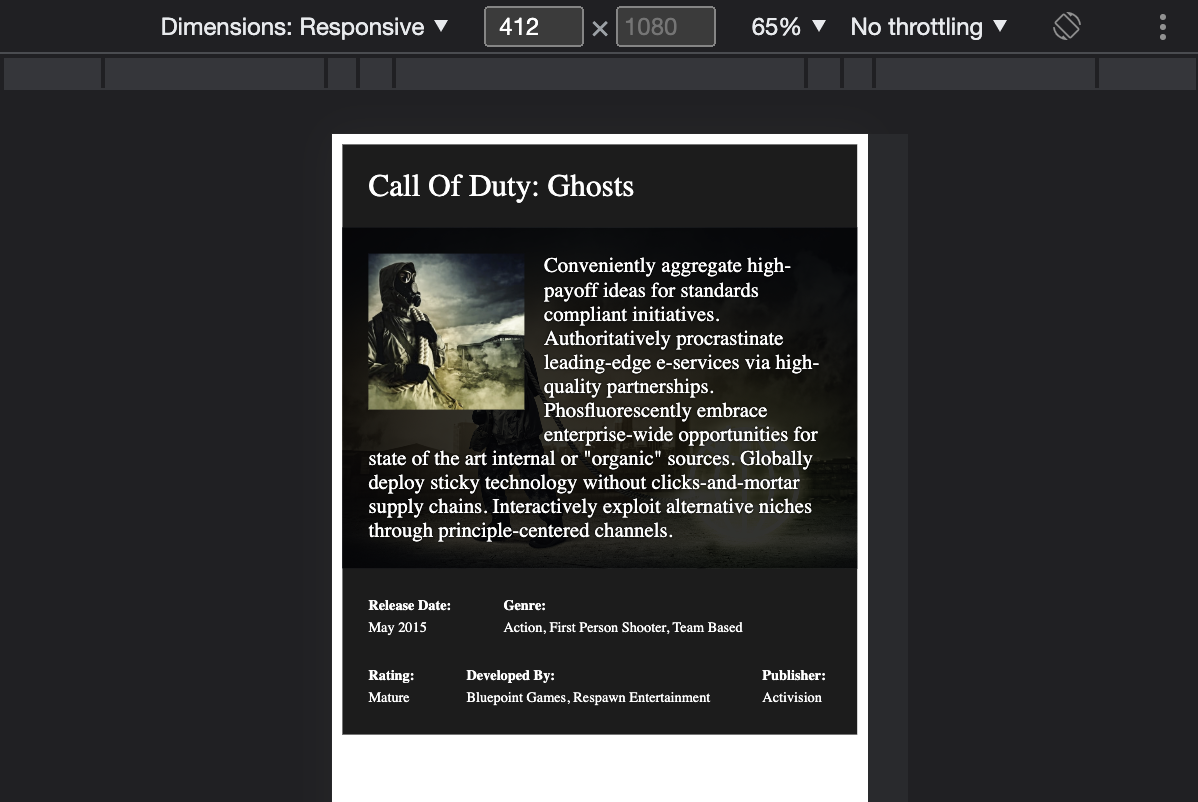 Dimensions: Responsive ▼ 412 × 1080 65% ▼ No throttling ▼
Call Of Duty: Ghosts
Conveniently aggregate high-
payoff ideas for standards
compliant initiatives.
Authoritatively procrastinate
leading-edge e-services via high-
quality partnerships.
Phosfluorescently embrace
enterprise-wide opportunities for
state of the art internal or "organic" sources. Globally
deploy sticky technology without clicks-and-mortar
supply chains. Interactively exploit alternative niches
through principle-centered channels.
Release Date: Genre:
May 2015 Action, First Person Shooter, Team Based
Rating: Developed By: Publisher:
Mature Bluepoint Games, Respawn Entertainment Activision